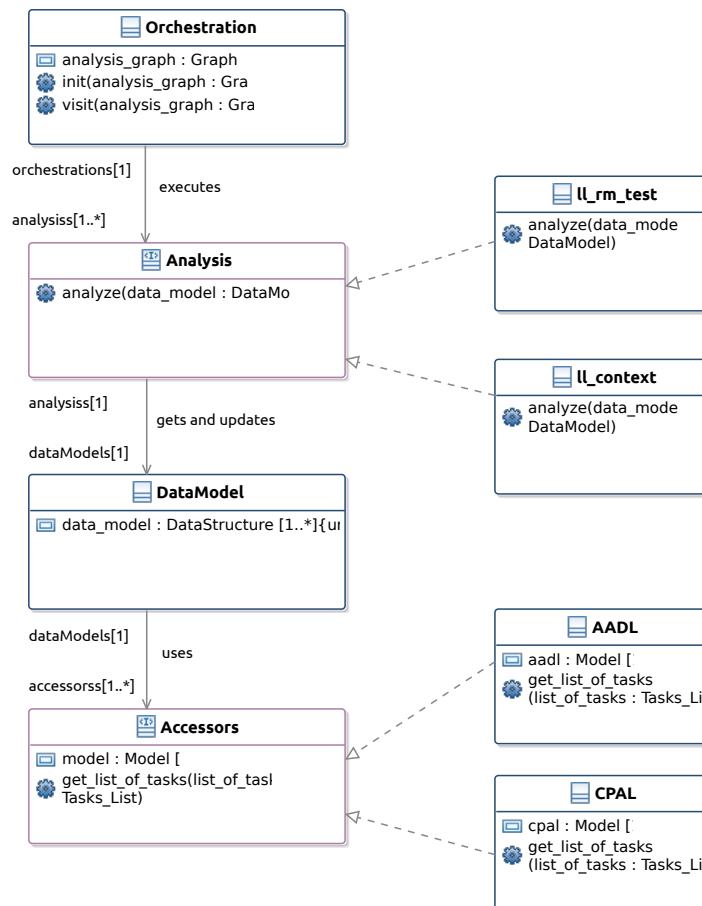 Orchestration
analysis_graph : Graph
init(analysis_graph : Gra
visit(analysis_graph : Gra
orchestrations[1]
executes
analysiss[1..*]
Analysis
analyze(data_model : DataMo
ll_rm_test
analyze(data_mode
DataModel)
ll_context
analyze(data_mode
DataModel)
analysiss[1]
gets and updates
dataModels[1]
DataModel
data_model : DataStructure [1..*]{un
dataModels[1]
uses
accessorss[1..*]
Accessors
model : Model [
get_list_of_tasks(list_of_task
Tasks_List)
AADL
aadl : Model [
get_list_of_tasks
(list_of_tasks : Tasks_Li
CPAL
cpal : Model [
get_list_of_tasks
(list_of_tasks : Tasks_Li